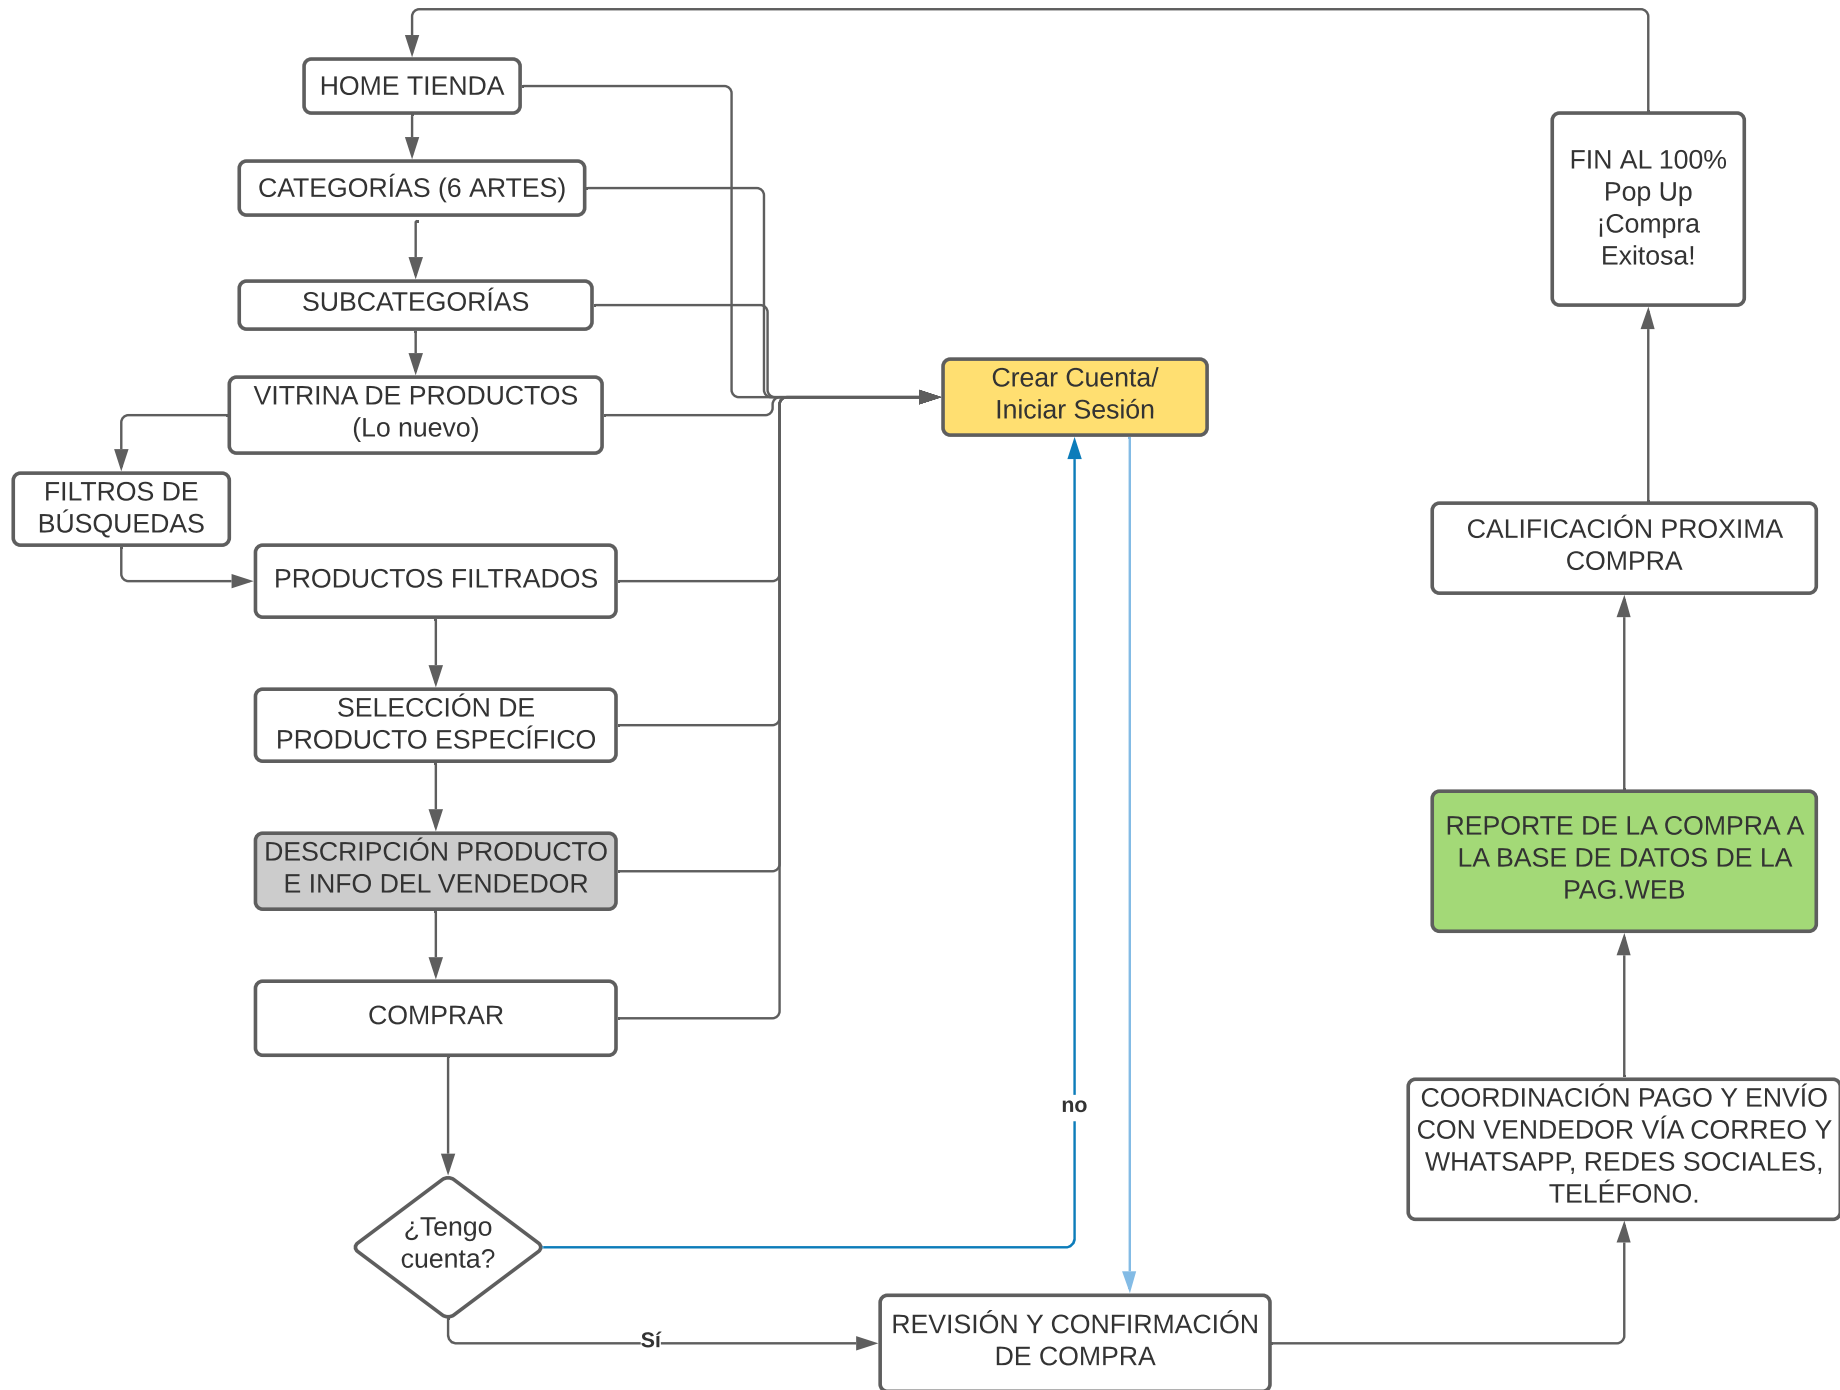 HOME TIENDA
CATEGORÍAS (6 ARTES)
SUBCATEGORÍAS
VITRINA DE PRODUCTOS
(Lo nuevo)
FILTROS DE
BÚSQUEDAS
PRODUCTOS FILTRADOS
SELECCIÓN DE
PRODUCTO ESPECÍFICO
DESCRIPCIÓN PRODUCTO
E INFO DEL VENDEDOR
COMPRAR
¿Tengo
cuenta?
no
Sí
Crear Cuenta/
Iniciar Sesión
REVISIÓN Y CONFIRMACIÓN
DE COMPRA
COORDINACIÓN PAGO Y ENVÍO
CON VENDEDOR VÍA CORREO Y
WHATSAPP, REDES SOCIALES,
TELÉFONO.
REPORTE DE LA COMPRA A
LA BASE DE DATOS DE LA
PAG.WEB
CALIFICACIÓN PROXIMA
COMPRA
FIN AL 100%
Pop Up
¡Compra
Exitosa!